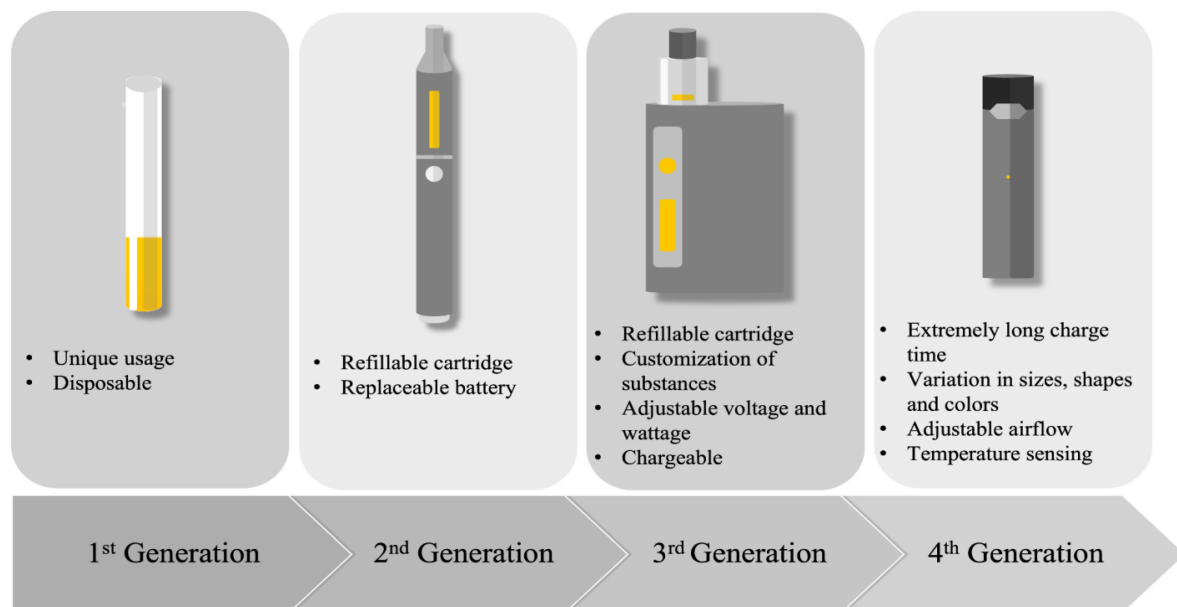 • Unique usage
• Disposable
• Refillable cartridge
• Replaceable battery
• Refillable cartridge
• Customization of
substances
• Adjustable voltage and
wattage
• Chargeable
• Extremely long charge
time
• Variation in sizes, shapes
and colors
• Adjustable airflow
• Temperature sensing
1st Generation
2nd Generation
3rd Generation
4th Generation